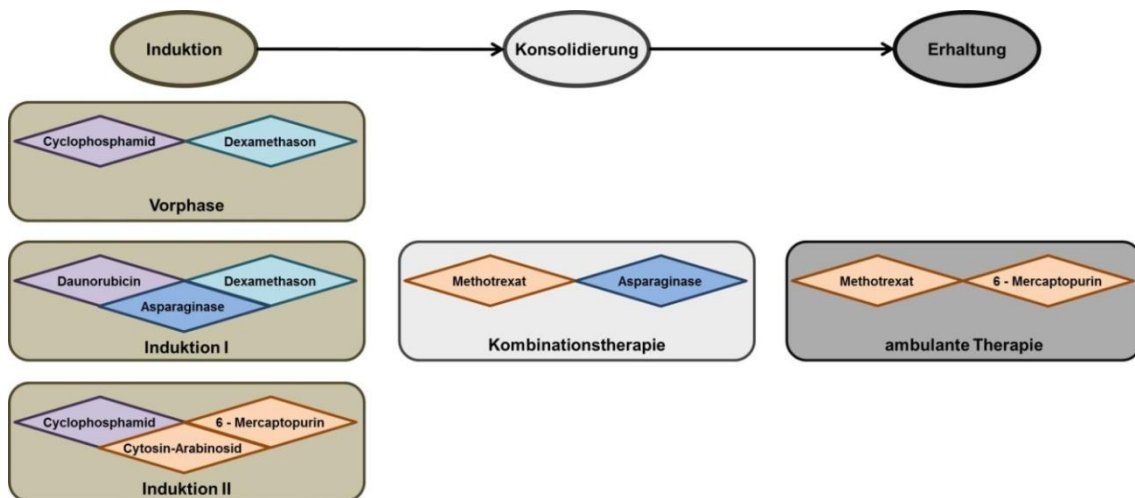 Induktion
Konsolidierung
Erhaltung
Cyclophosphamid
Dexamethason
Vorphase
Daunorubicin
Dexamethason
Asparaginase
Induktion I
Methotrexat
Asparaginase
Kombinationstherapie
Methotrexat
6 - Mercaptopurin
ambulante Therapie
Cyclophosphamid
6 - Mercaptopurin
Cytosin-Arabinosid
Induktion II